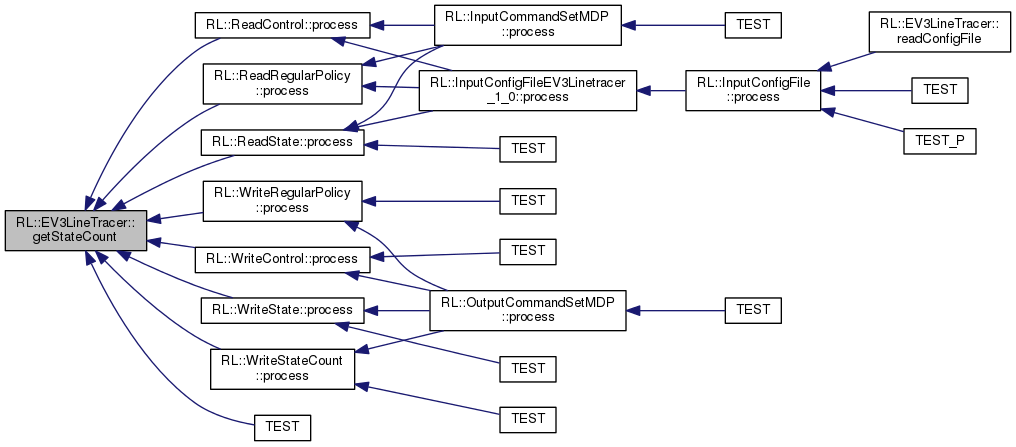 RL::EV3LineTracer::
getStateCount
RL::ReadControl::process
RL::ReadRegularPolicy
::process
RL::ReadState::process
RL::WriteRegularPolicy
::process
RL::WriteControl::process
RL::WriteState::process
RL::WriteStateCount
::process
TEST
RL::InputCommandSetMDP
::process
RL::InputConfigFileEV3Linetracer
_1_0::process
TEST
TEST
TEST
RL::OutputCommandSetMDP
::process
TEST
TEST
TEST
RL::InputConfigFile
::process
TEST
RL::EV3LineTracer::
readConfigFile
TEST
TEST_P